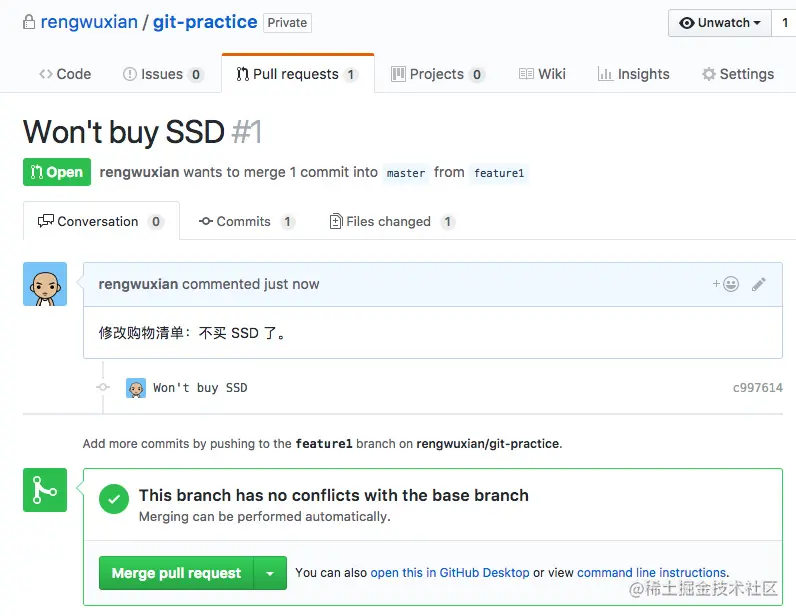 rengwuxian / git-practice Private Unwatch 1
Code Issues 0 Pull requests 1 Projects 0 Wiki Insights Settings
Won't buy SSD #1
Open rengwuxian wants to merge 1 commit into master from feature1
Conversation 0 Commits 1 Files changed 1
rengwuxian commented just now
修改购物清单：不买 SSD 了。
Won't buy SSD c997614
Add more commits by pushing to the feature1 branch on rengwuxian/git-practice.
This branch has no conflicts with the base branch
Merging can be performed automatically.
Merge pull request You can also open this in GitHub Desktop or view command line instructions.
@稀土掘金技术社区